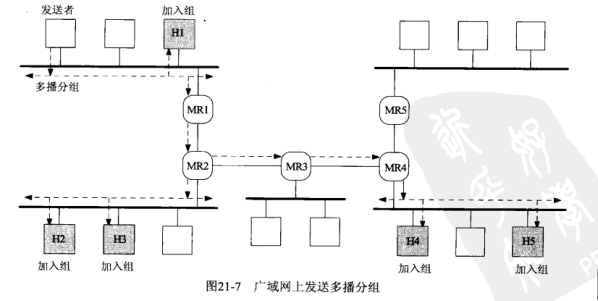 发送者
加入组
H1
多播分组
MR1
MR5
MR2
MR3
MR4
H2
H3
H4
H5
加入组
加入组
加入组
加入组
图21-7 广域网上发送多播分组